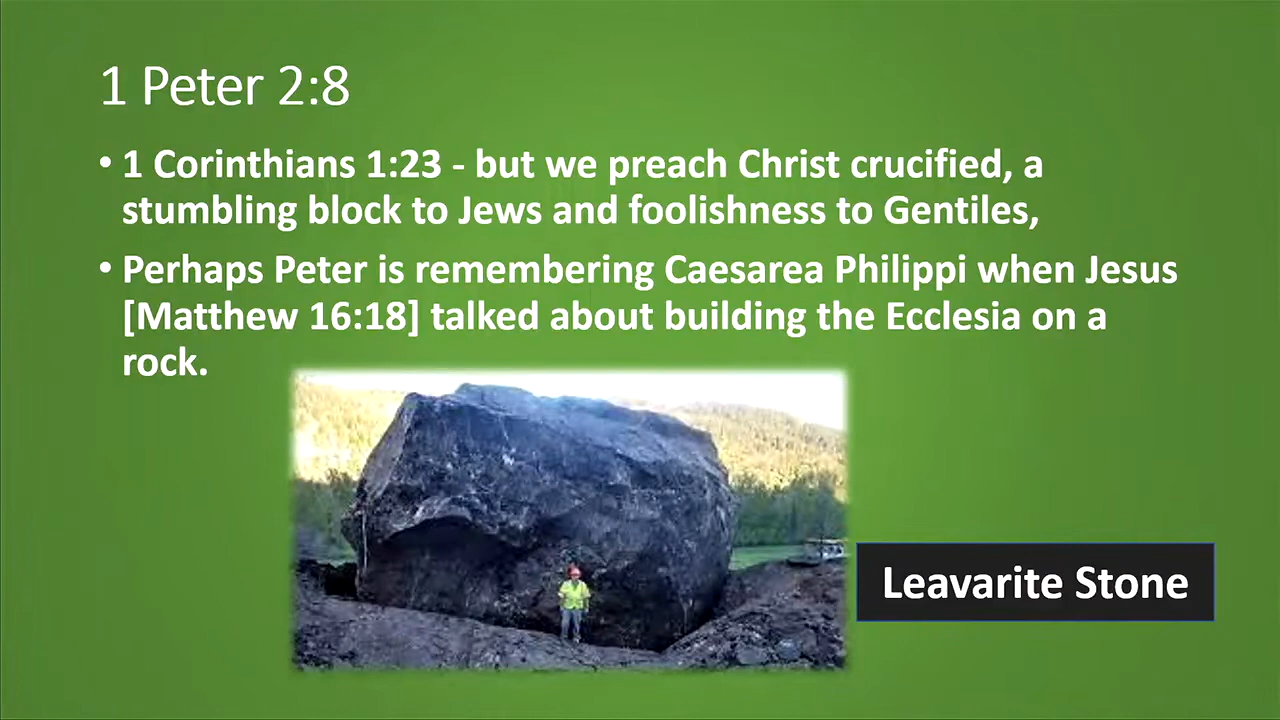 1 Peter 2:8
• 1 Corinthians 1:23 - but we preach Christ crucified, a
stumbling block to Jews and foolishness to Gentiles,
• Perhaps Peter is remembering Caesarea Philippi when Jesus
[Matthew 16:18] talked about building the Ecclesia on a
rock.
Leavarite Stone